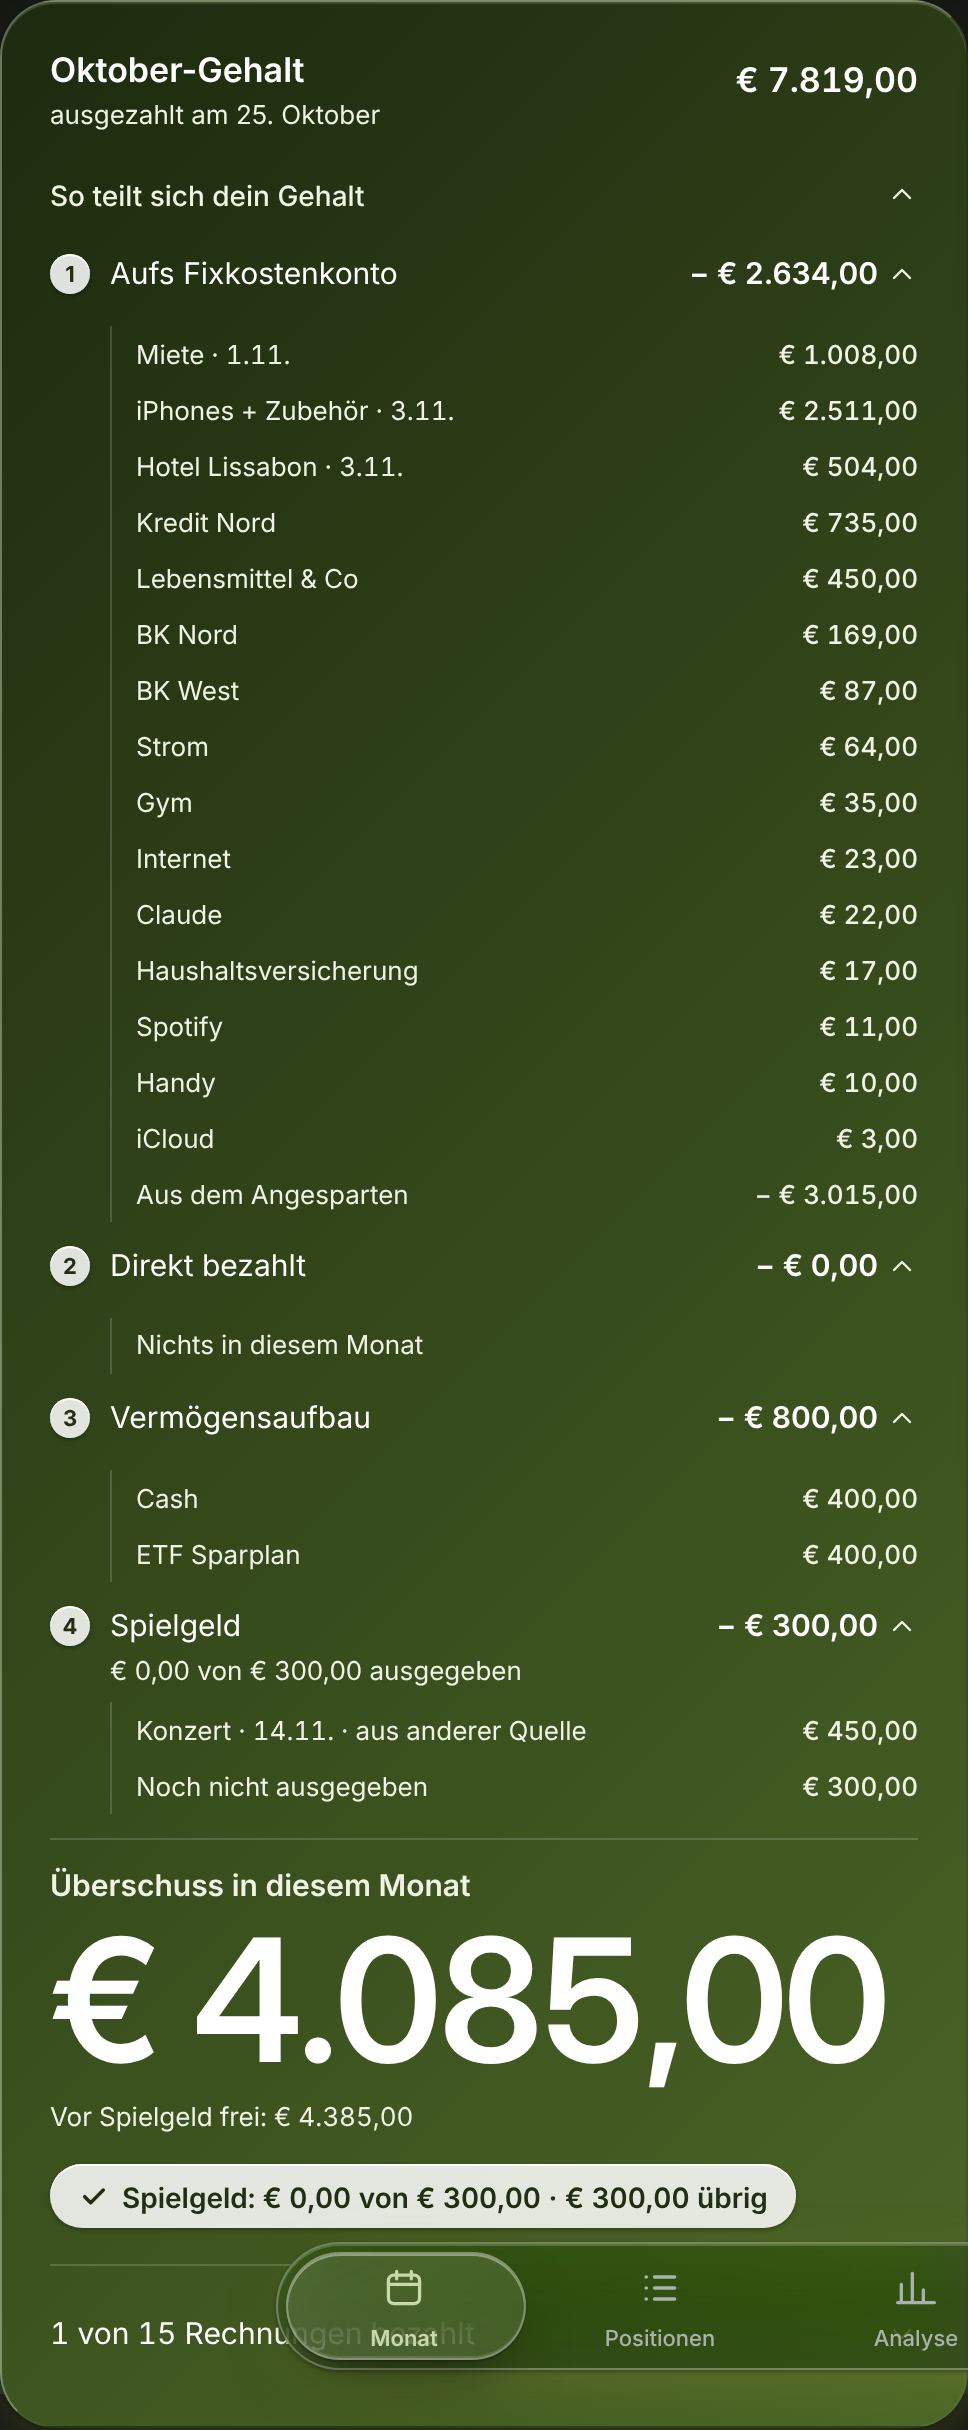 Oktober-Gehalt
€ 7.819,00
ausgezahlt am 25. Oktober
So teilt sich dein Gehalt
1 Aufs Fixkostenkonto – € 2.634,00
Miete · 1.11. € 1.008,00
iPhones + Zubehör · 3.11. € 2.511,00
Hotel Lissabon · 3.11. € 504,00
Kredit Nord € 735,00
Lebensmittel & Co € 450,00
BK Nord € 169,00
BK West € 87,00
Strom € 64,00
Gym € 35,00
Internet € 23,00
Claude € 22,00
Haushaltsversicherung € 17,00
Spotify € 11,00
Handy € 10,00
iCloud € 3,00
Aus dem Angesparten – € 3.015,00
2 Direkt bezahlt – € 0,00
Nichts in diesem Monat
3 Vermögensaufbau – € 800,00
Cash € 400,00
ETF Sparplan € 400,00
4 Spielgeld – € 300,00
€ 0,00 von € 300,00 ausgegeben
Konzert · 14.11. · aus anderer Quelle € 450,00
Noch nicht ausgegeben € 300,00
Überschuss in diesem Monat
€ 4.085,00
Vor Spielgeld frei: € 4.385,00
Spielgeld: € 0,00 von € 300,00 · € 300,00 übrig
1 von 15 Rechnungen bezahlt
Monat Positionen Analyse